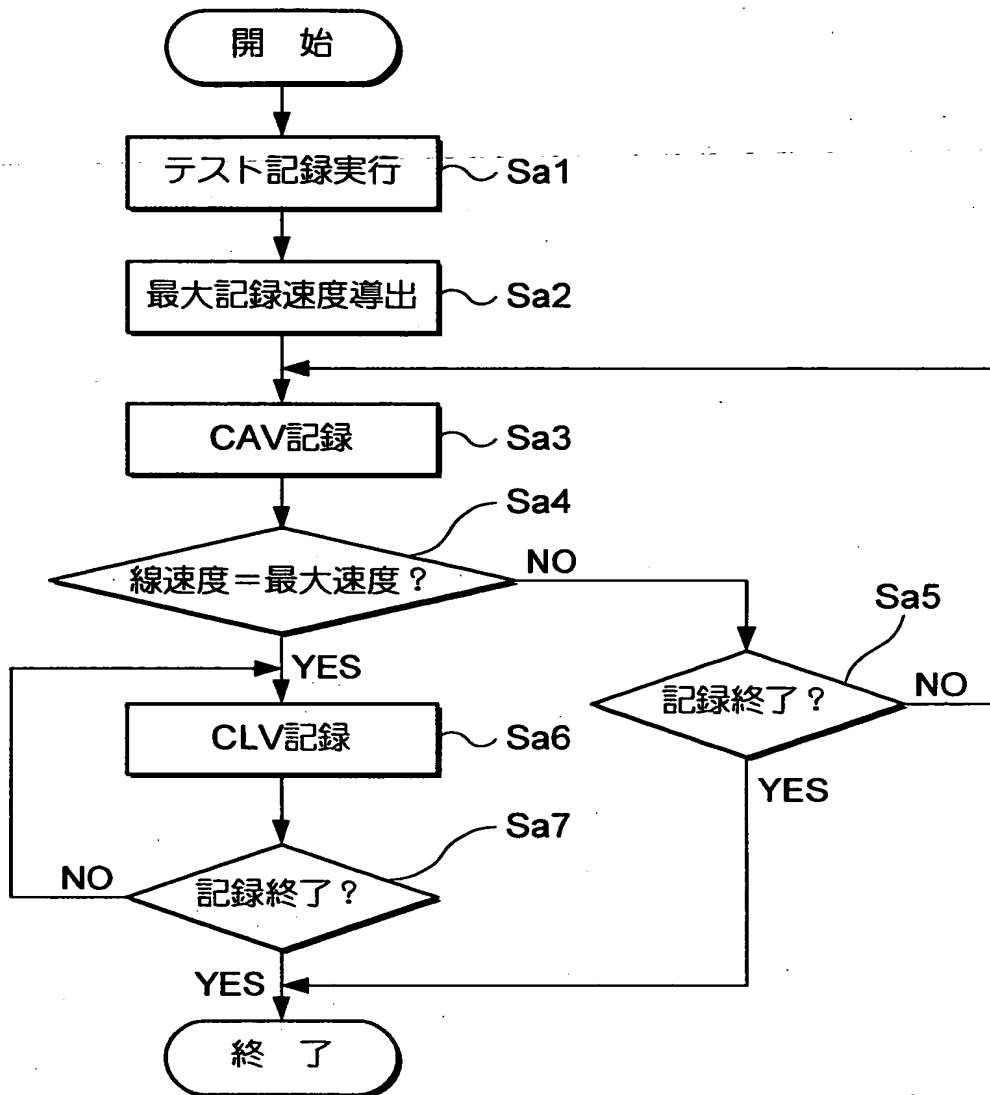 開 始
テスト記録実行
Sa1
最大記録速度導出
Sa2
CAV記録
Sa3
Sa4
線速度＝最大速度？
NO
Sa5
YES
記録終了？
NO
CLV記録
Sa6
YES
Sa7
NO
記録終了？
YES
終 了